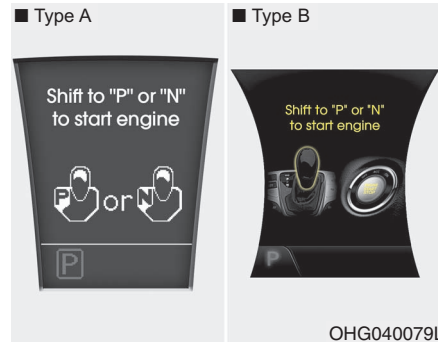 ■ Type A
Shift to "P" or "N"
to start engine
P or N
P
■ Type B
Shift to "P" or "N"
to start engine
P
OHG040079L